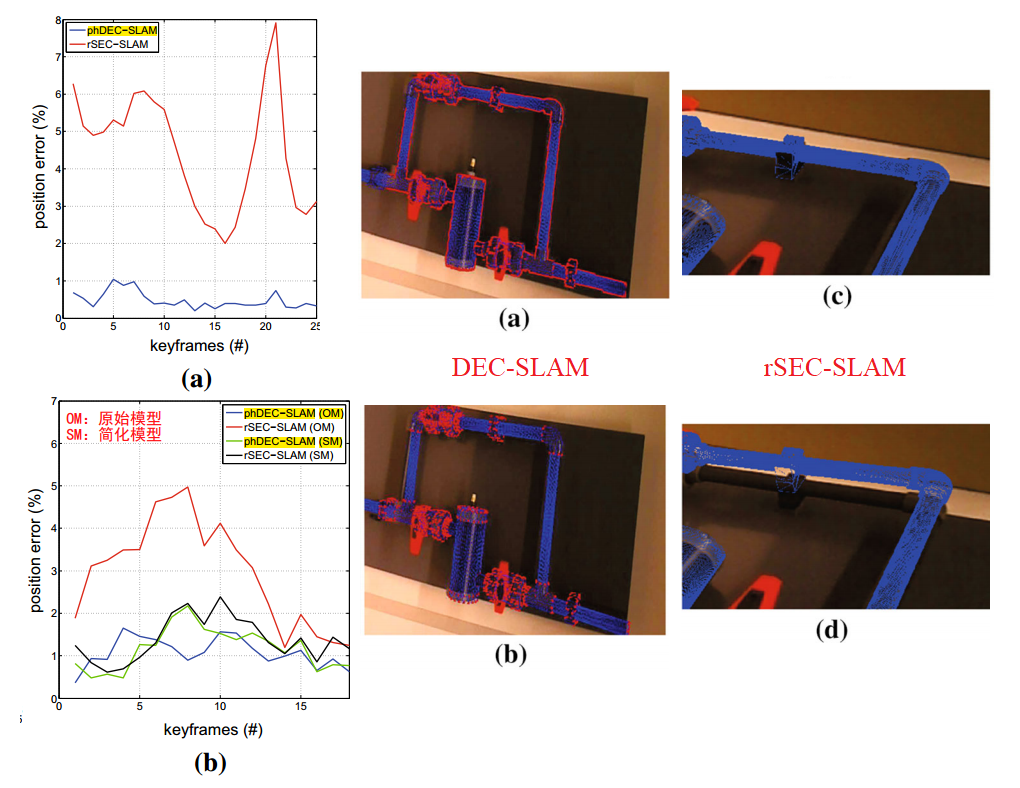 8
7
6
5
4
3
2
1
0
phDEC-SLAM
rSEC-SLAM
position error (%)
0 5 10 15 20 25
keyframes (#)
(a)
7
6
5
4
3
2
1
0
OM：原始模型
SM：简化模型
phDEC-SLAM (OM)
rSEC-SLAM (OM)
phDEC-SLAM (SM)
rSEC-SLAM (SM)
position error (%)
0 5 10 15
keyframes (#)
(b)
(a)
(c)
DEC-SLAM
rSEC-SLAM
(b)
(d)